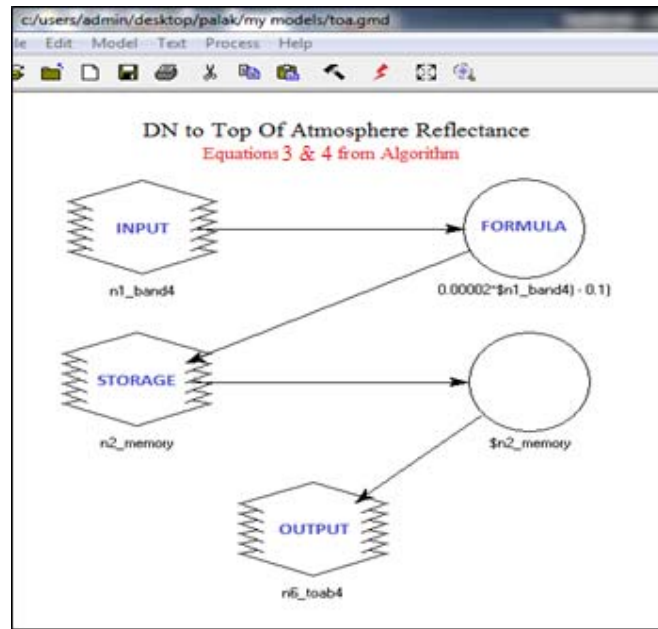 c:/users/admin/desktop/palak/my models/toa.gmd
le Edit Model Text Process Help
DN to Top Of Atmosphere Reflectance
Equations 3 & 4 from Algorithm
INPUT
FORMULA
n1_band4
0.00002*$n1_band4) - 0.1)
STORAGE
n2_memory
$n2_memory
OUTPUT
n6_toab4